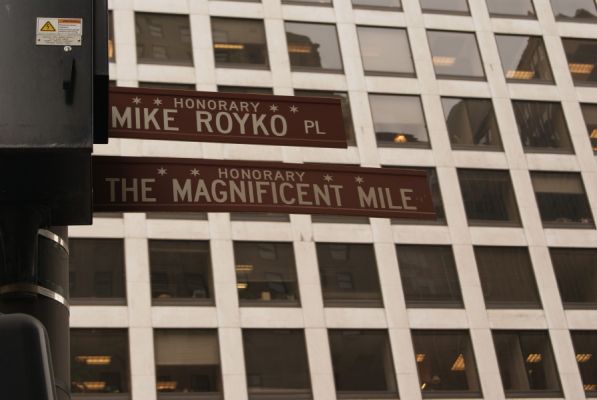 HONORARY
MIKE ROYKO PL
HONORARY
THE MAGNIFICENT MILE